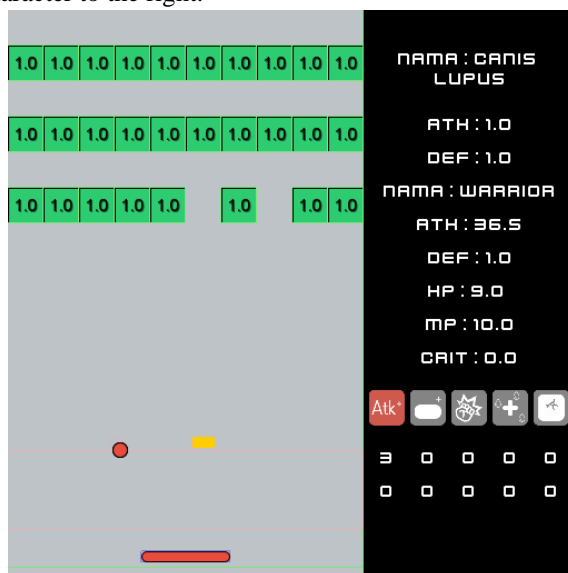 aracter to the right.
1.0 1.0 1.0 1.0 1.0 1.0 1.0 1.0 1.0 1.0
1.0 1.0 1.0 1.0 1.0 1.0 1.0 1.0 1.0 1.0
1.0 1.0 1.0 1.0 1.0 1.0 1.0 1.0
NAMA : CANIS
LUPUS
ATK : 1.0
DEF : 1.0
NAMA : WARRIOR
ATK : 36.5
DEF : 1.0
HP : 9.0
MP : 10.0
CRIT : 0.0
Atk+
3 0 0 0 0
0 0 0 0 0